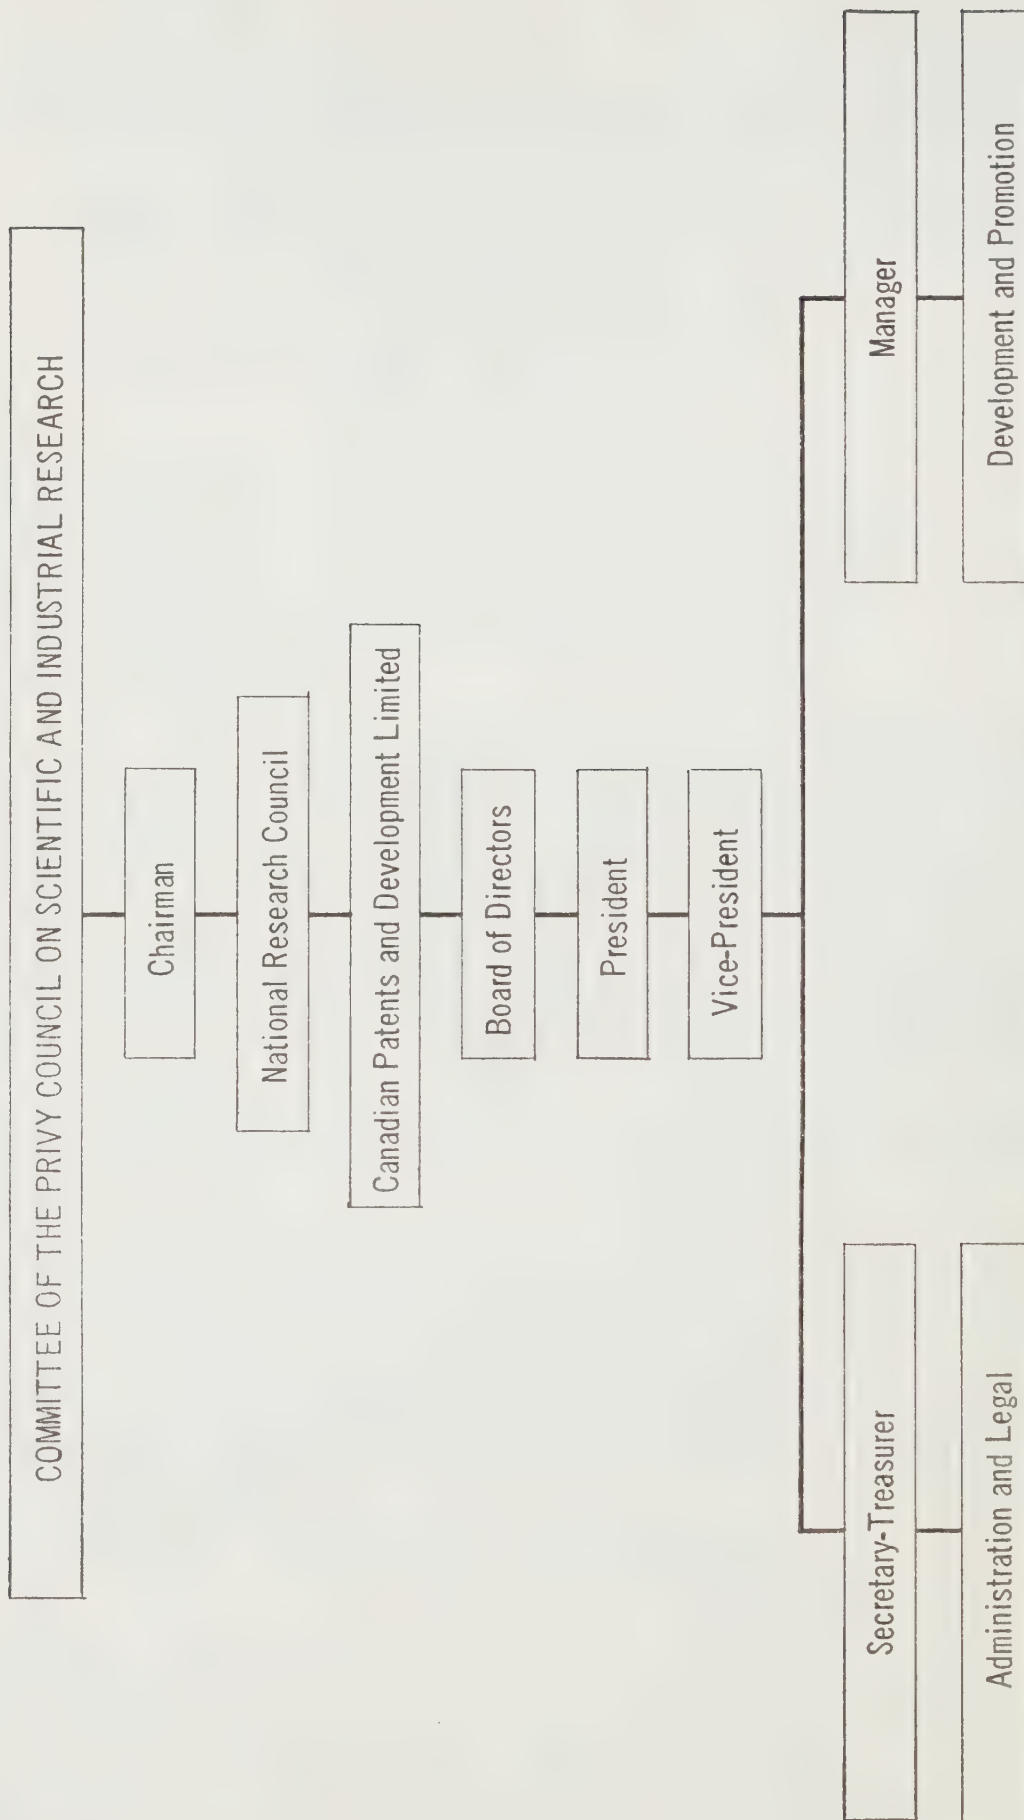 COMMITTEE OF THE PRIVY COUNCIL ON SCIENTIFIC AND INDUSTRIAL RESEARCH
Chairman
National Research Council
Canadian Patents and Development Limited
Board of Directors
President
Vice-President
Secretary-Treasurer
Manager
Administration and Legal
Development and Promotion